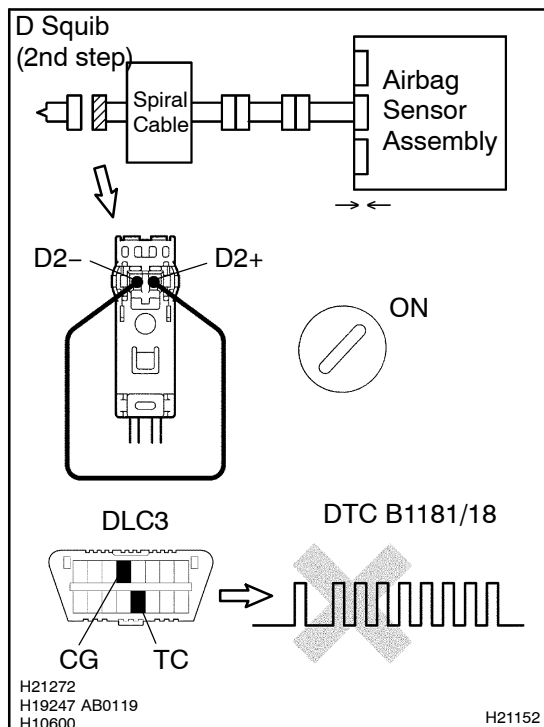 D Squib
(2nd step)
Spiral
Cable
Airbag
Sensor
Assembly
D2−
D2+
ON
DLC3
DTC B1181/18
CG
TC
H21272
H19247 AB0119
H10600
H21152